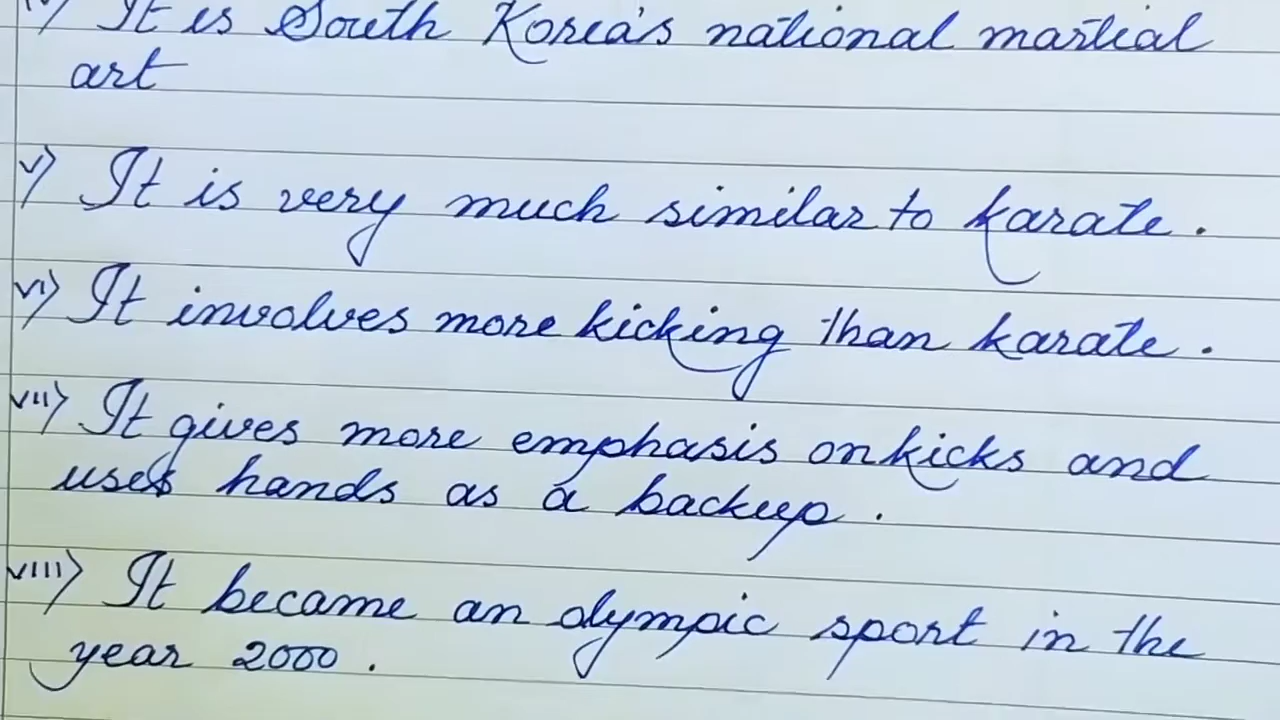 iv) It is South Korea's national martial
art
v) It is very much similar to karate.
vi) It involves more kicking than karate.
vii) It gives more emphasis on kicks and
uses hands as a backup.
viii) It became an olympic sport in the
year 2000.